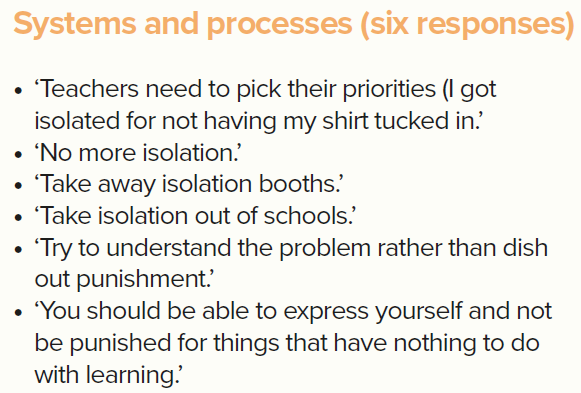 Systems and processes (six responses)
• ‘Teachers need to pick their priorities (I got
isolated for not having my shirt tucked in.’
• ‘No more isolation.’
• ‘Take away isolation booths.’
• ‘Take isolation out of schools.’
• ‘Try to understand the problem rather than dish
out punishment.’
• ‘You should be able to express yourself and not
be punished for things that have nothing to do
with learning.’